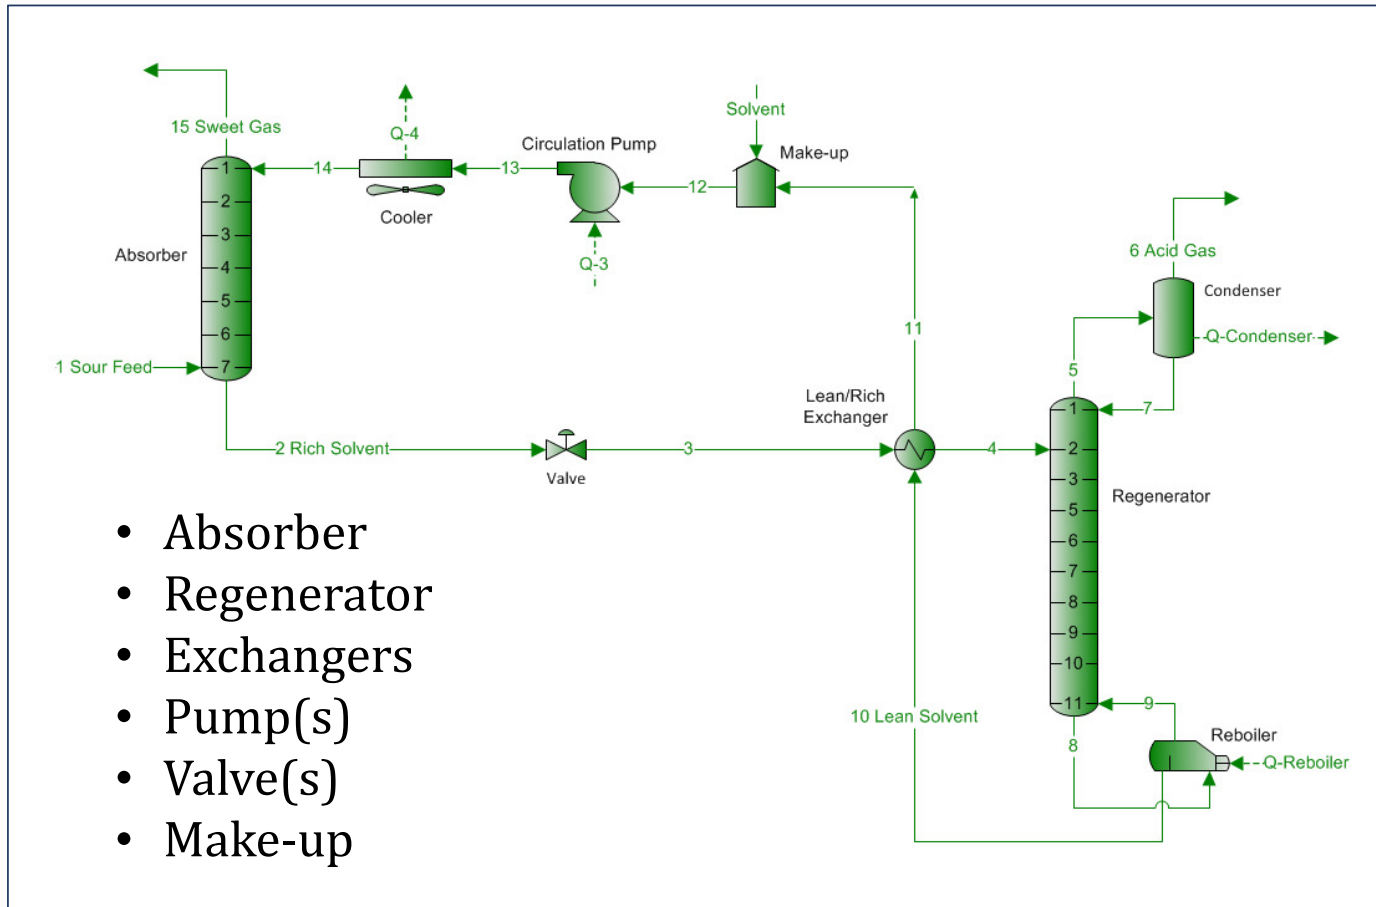 15 Sweet Gas
Q-4
Circulation Pump
Solvent
Make-up
1
14
13
12
2
Cooler
3
Absorber
4
Q-3
5
6
1 Sour Feed
7
6 Acid Gas
Condenser
Q-Condenser
11
5
Lean/Rich
Exchanger
1
7
2 Rich Solvent
3
4
2
Valve
3
Regenerator
5
6
7
8
9
10
11
9
10 Lean Solvent
8
Reboiler
Q-Reboiler
• Absorber
• Regenerator
• Exchangers
• Pump(s)
• Valve(s)
• Make-up